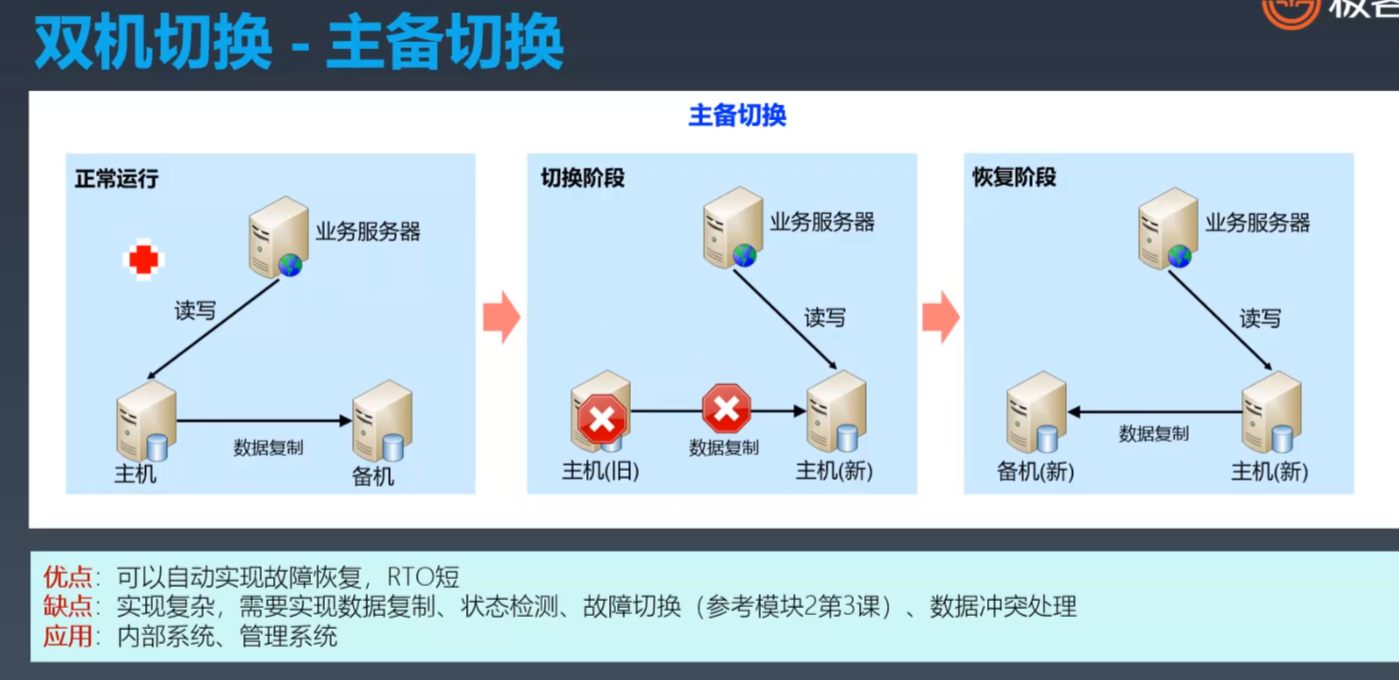 双机切换 - 主备切换
主备切换
正常运行
业务服务器
读写
数据复制
主机
备机
切换阶段
业务服务器
读写
数据复制
主机(旧)
主机(新)
恢复阶段
业务服务器
读写
数据复制
备机(新)
主机(新)
优点：可以自动实现故障恢复，RTO短
缺点：实现复杂，需要实现数据复制、状态检测、故障切换（参考模块2第3课）、数据冲突处理
应用：内部系统、管理系统